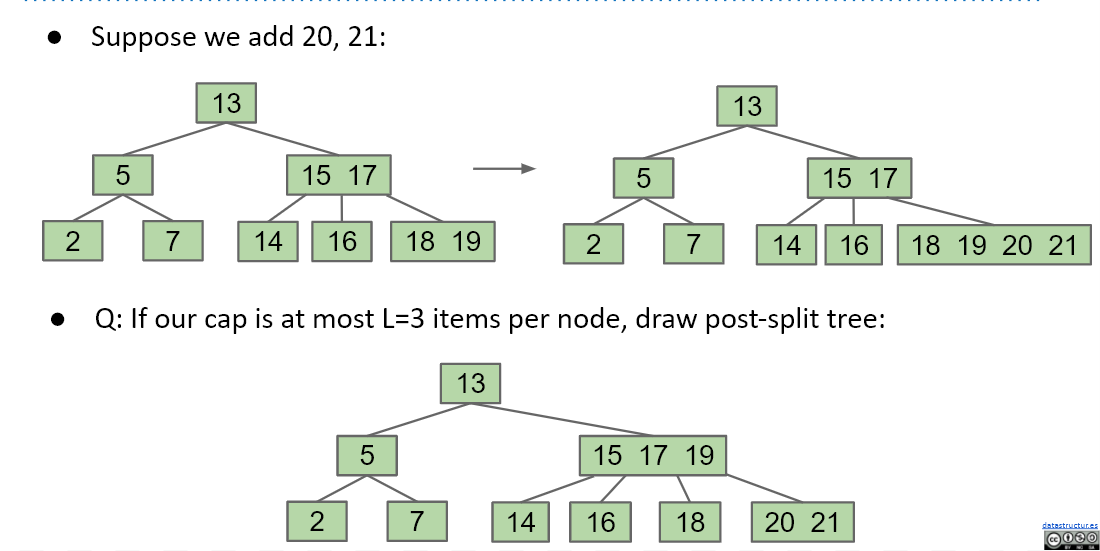 ● Suppose we add 20, 21:
13 13
5 15 17 5 15 17
2 7 14 16 18 19 2 7 14 16 18 19 20 21
● Q: If our cap is at most L=3 items per node, draw post-split tree:
13
5 15 17 19
2 7 14 16 18 20 21
datastructur.es